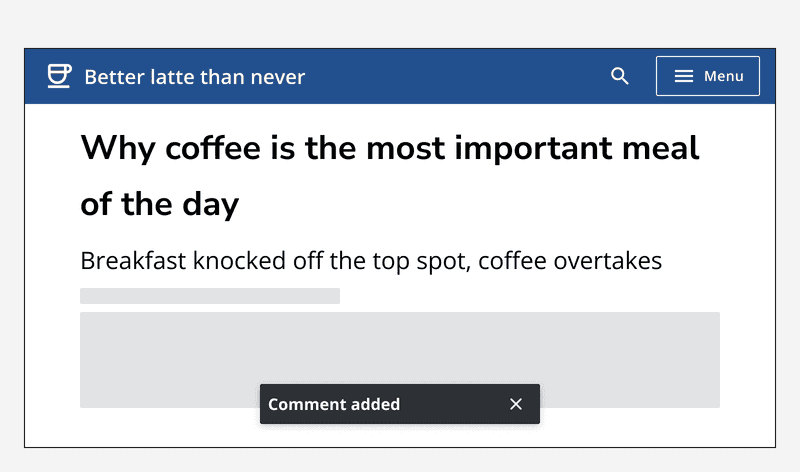 Better latte than never
Menu
Why coffee is the most important meal
of the day
Breakfast knocked off the top spot, coffee overtakes
Comment added